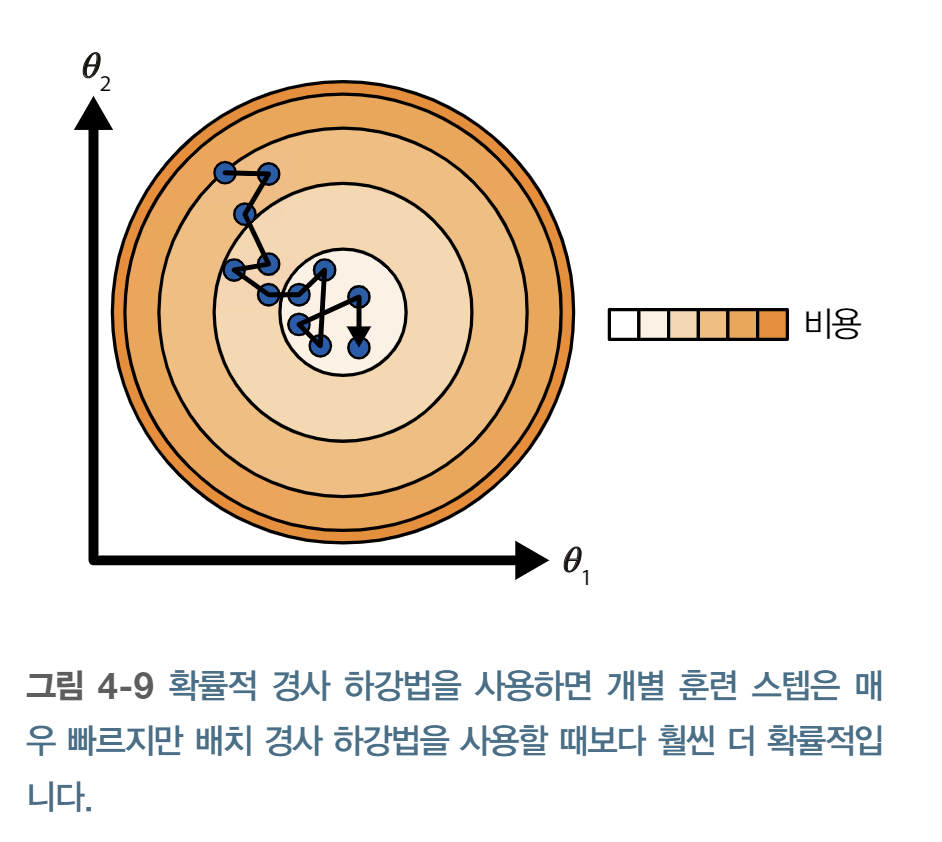 θ2
비용
θ1
그림 4-9 확률적 경사 하강법을 사용하면 개별 훈련 스텝은 매
우 빠르지만 배치 경사 하강법을 사용할 때보다 훨씬 더 확률적입
니다.